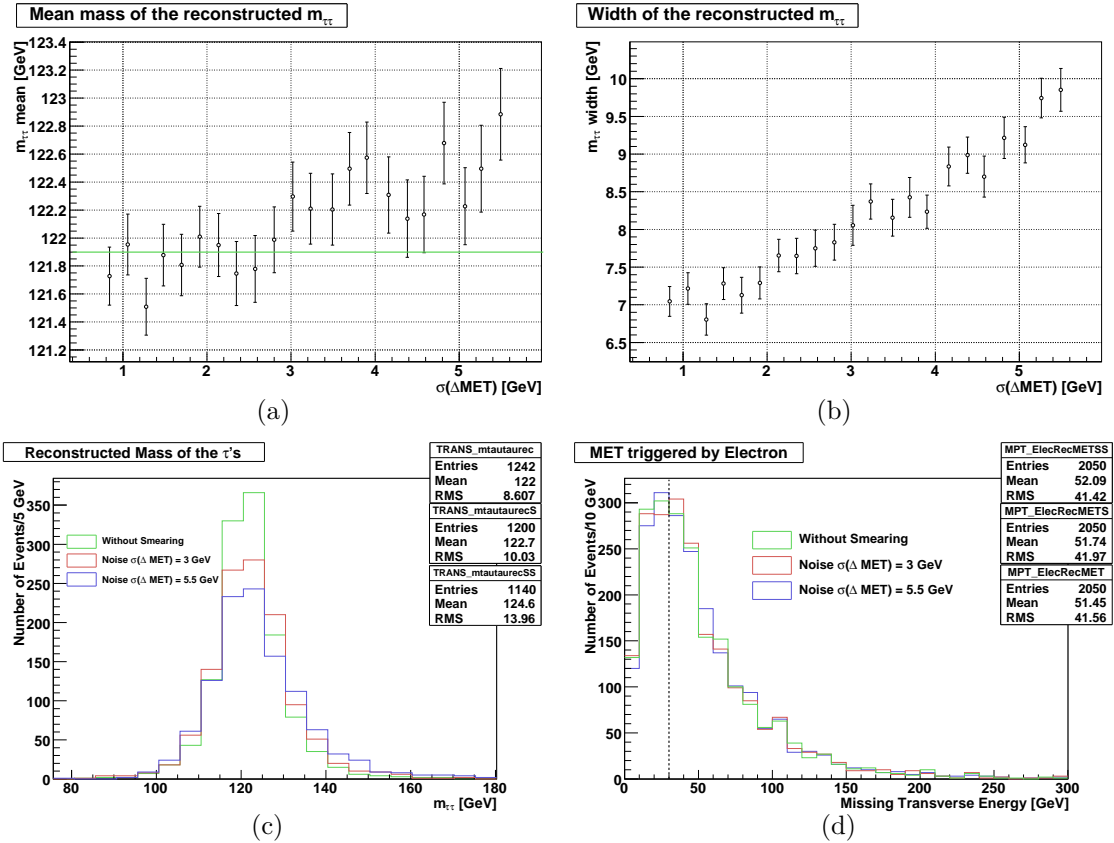 Mean mass of the reconstructed m_ττ
m_ττ mean [GeV]
123.4
123.2
123
122.8
122.6
122.4
122.2
122
121.8
121.6
121.4
121.2
1 2 3 4 5
σ(ΔMET) [GeV]
(a)
Width of the reconstructed m_ττ
m_ττ width [GeV]
10
9.5
9
8.5
8
7.5
7
6.5
1 2 3 4 5
σ(ΔMET) [GeV]
(b)
Reconstructed Mass of the τ's
TRANS_mtautaurec
Entries 1242
Mean 122
RMS 8.607
TRANS_mtautaurecS
Entries 1200
Mean 122.7
RMS 10.03
TRANS_mtautaurecSS
Entries 1140
Mean 124.6
RMS 13.96
Number of Events/5 GeV
350
300
250
200
150
100
50
0
Without Smearing
Noise σ(Δ MET) = 3 GeV
Noise σ(Δ MET) = 5.5 GeV
80 100 120 140 160 180
m_ττ [GeV]
(c)
MET triggered by Electron
MPT_ElecRecMETSS
Entries 2050
Mean 52.09
RMS 41.42
MPT_ElecRecMETS
Entries 2050
Mean 51.74
RMS 41.97
MPT_ElecRecMET
Entries 2050
Mean 51.45
RMS 41.56
Number of Events/10 GeV
300
250
200
150
100
50
0
Without Smearing
Noise σ(Δ MET) = 3 GeV
Noise σ(Δ MET) = 5.5 GeV
0 50 100 150 200 250 300
Missing Transverse Energy [GeV]
(d)